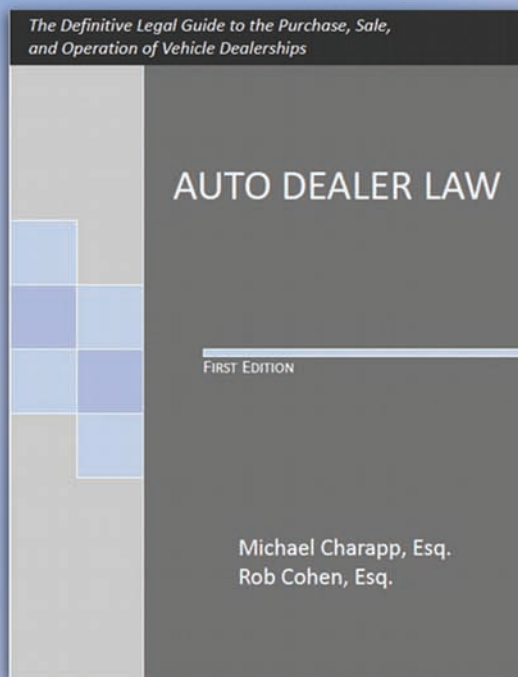 The Definitive Legal Guide to the Purchase, Sale,
and Operation of Vehicle Dealerships
AUTO DEALER LAW
FIRST EDITION
Michael Charapp, Esq.
Rob Cohen, Esq.